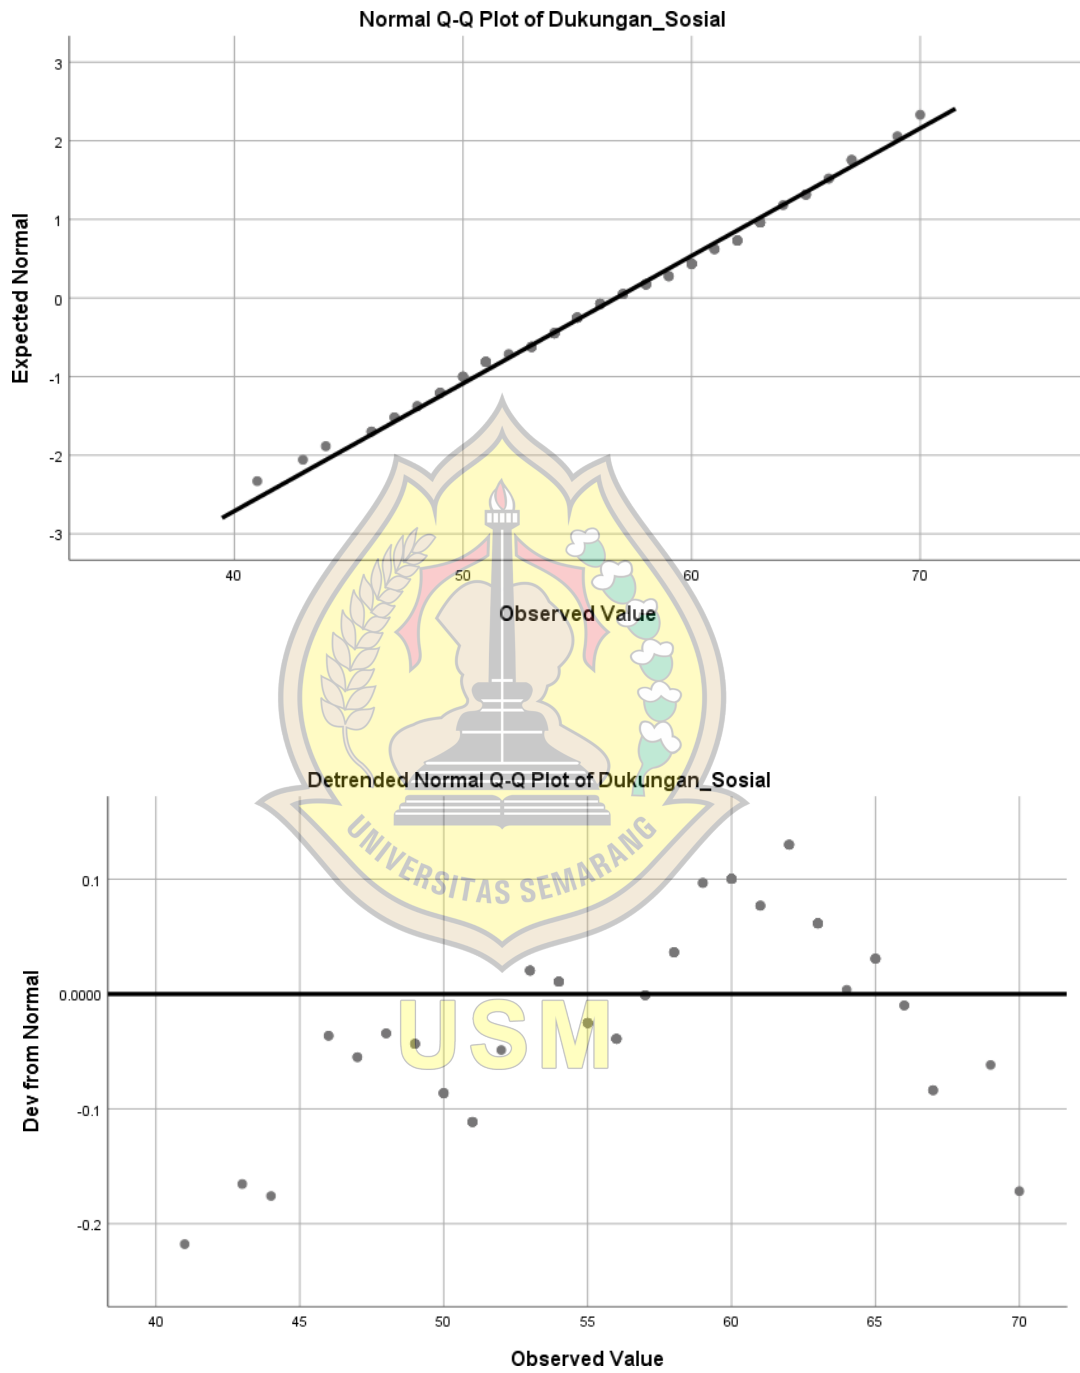 Normal Q-Q Plot of Dukungan_Sosial
Expected Normal
3
2
1
0
-1
-2
-3
40 50 60 70
Observed Value
UNIVERSITAS SEMARANG
USM
Detrended Normal Q-Q Plot of Dukungan_Sosial
Dev from Normal
0.1
0.0000
-0.1
-0.2
40 45 50 55 60 65 70
Observed Value